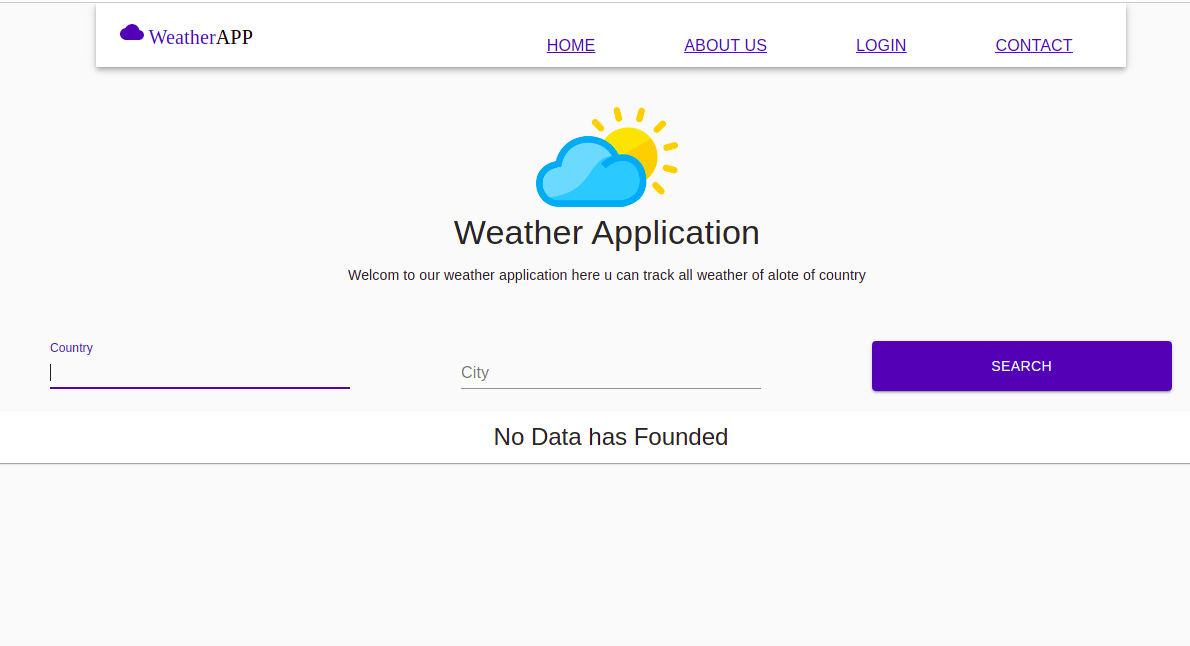 WeatherAPP
HOME ABOUT US LOGIN CONTACT
Weather Application
Welcom to our weather application here u can track all weather of alote of country
Country
City
SEARCH
No Data has Founded